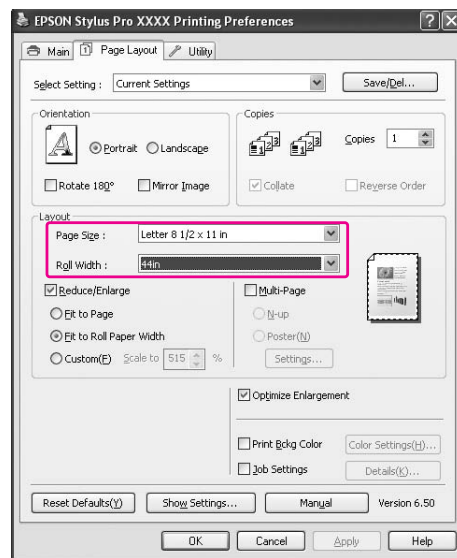 EPSON Stylus Pro XXXX Printing Preferences
Main Page Layout Utility
Select Setting : Current Settings Save/Del...
Orientation Copies
A Portrait Landscape Copies 1
Rotate 180° Mirror Image Collate Reverse Order
Layout
Page Size : Letter 8 1/2 x 11 in
Roll Width : 44in
Reduce/Enlarge Multi-Page
Fit to Page N-up
Fit to Roll Paper Width Poster(N)
Custom(F) Scale to 515 % Settings...
Optimize Enlargement
Print Bckg Color Color Settings(H)...
Job Settings Details(K)...
Reset Defaults(Y) Show Settings... Manual Version 6.50
OK Cancel Apply Help